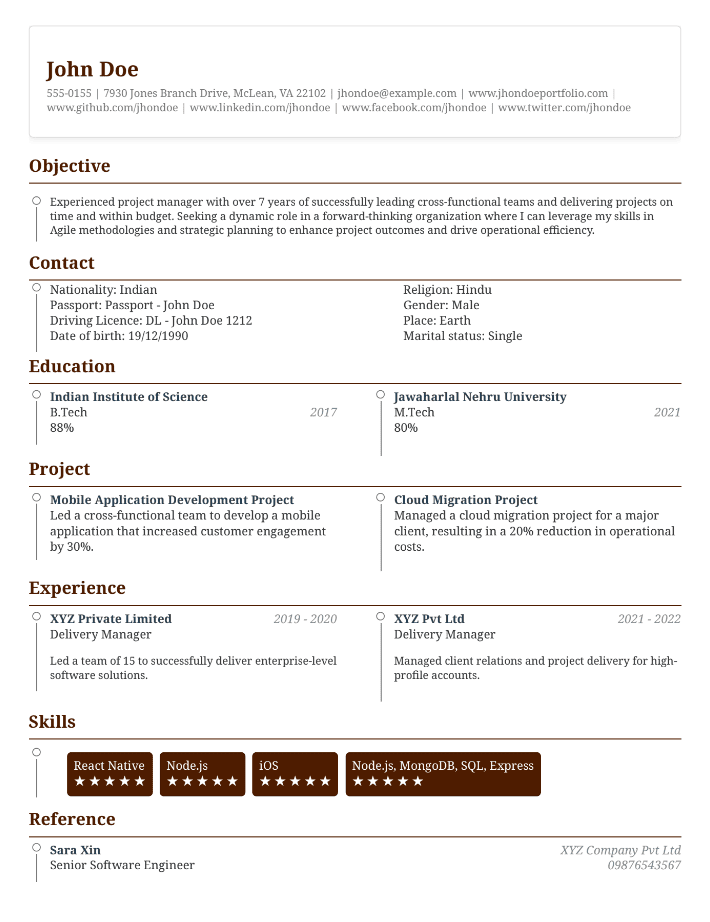 John Doe
555-0155 | 7930 Jones Branch Drive, McLean, VA 22102 | jhondoe@example.com | www.jhondoeportfolio.com |
www.github.com/jhondoe | www.linkedin.com/jhondoe | www.facebook.com/jhondoe | www.twitter.com/jhondoe
Objective
Experienced project manager with over 7 years of successfully leading cross-functional teams and delivering projects on
time and within budget. Seeking a dynamic role in a forward-thinking organization where I can leverage my skills in
Agile methodologies and strategic planning to enhance project outcomes and drive operational efficiency.
Contact
Nationality: Indian
Passport: Passport - John Doe
Driving Licence: DL - John Doe 1212
Date of birth: 19/12/1990
Religion: Hindu
Gender: Male
Place: Earth
Marital status: Single
Education
Indian Institute of Science
B.Tech 2017
88%
Jawaharlal Nehru University
M.Tech 2021
80%
Project
Mobile Application Development Project
Led a cross-functional team to develop a mobile
application that increased customer engagement
by 30%.
Cloud Migration Project
Managed a cloud migration project for a major
client, resulting in a 20% reduction in operational
costs.
Experience
XYZ Private Limited 2019 - 2020
Delivery Manager
Led a team of 15 to successfully deliver enterprise-level
software solutions.
XYZ Pvt Ltd 2021 - 2022
Delivery Manager
Managed client relations and project delivery for high-
profile accounts.
Skills
React Native
★★★★★
Node.js
★★★★★
iOS
★★★★★
Node.js, MongoDB, SQL, Express
★★★★★
Reference
Sara Xin XYZ Company Pvt Ltd
Senior Software Engineer 09876543567